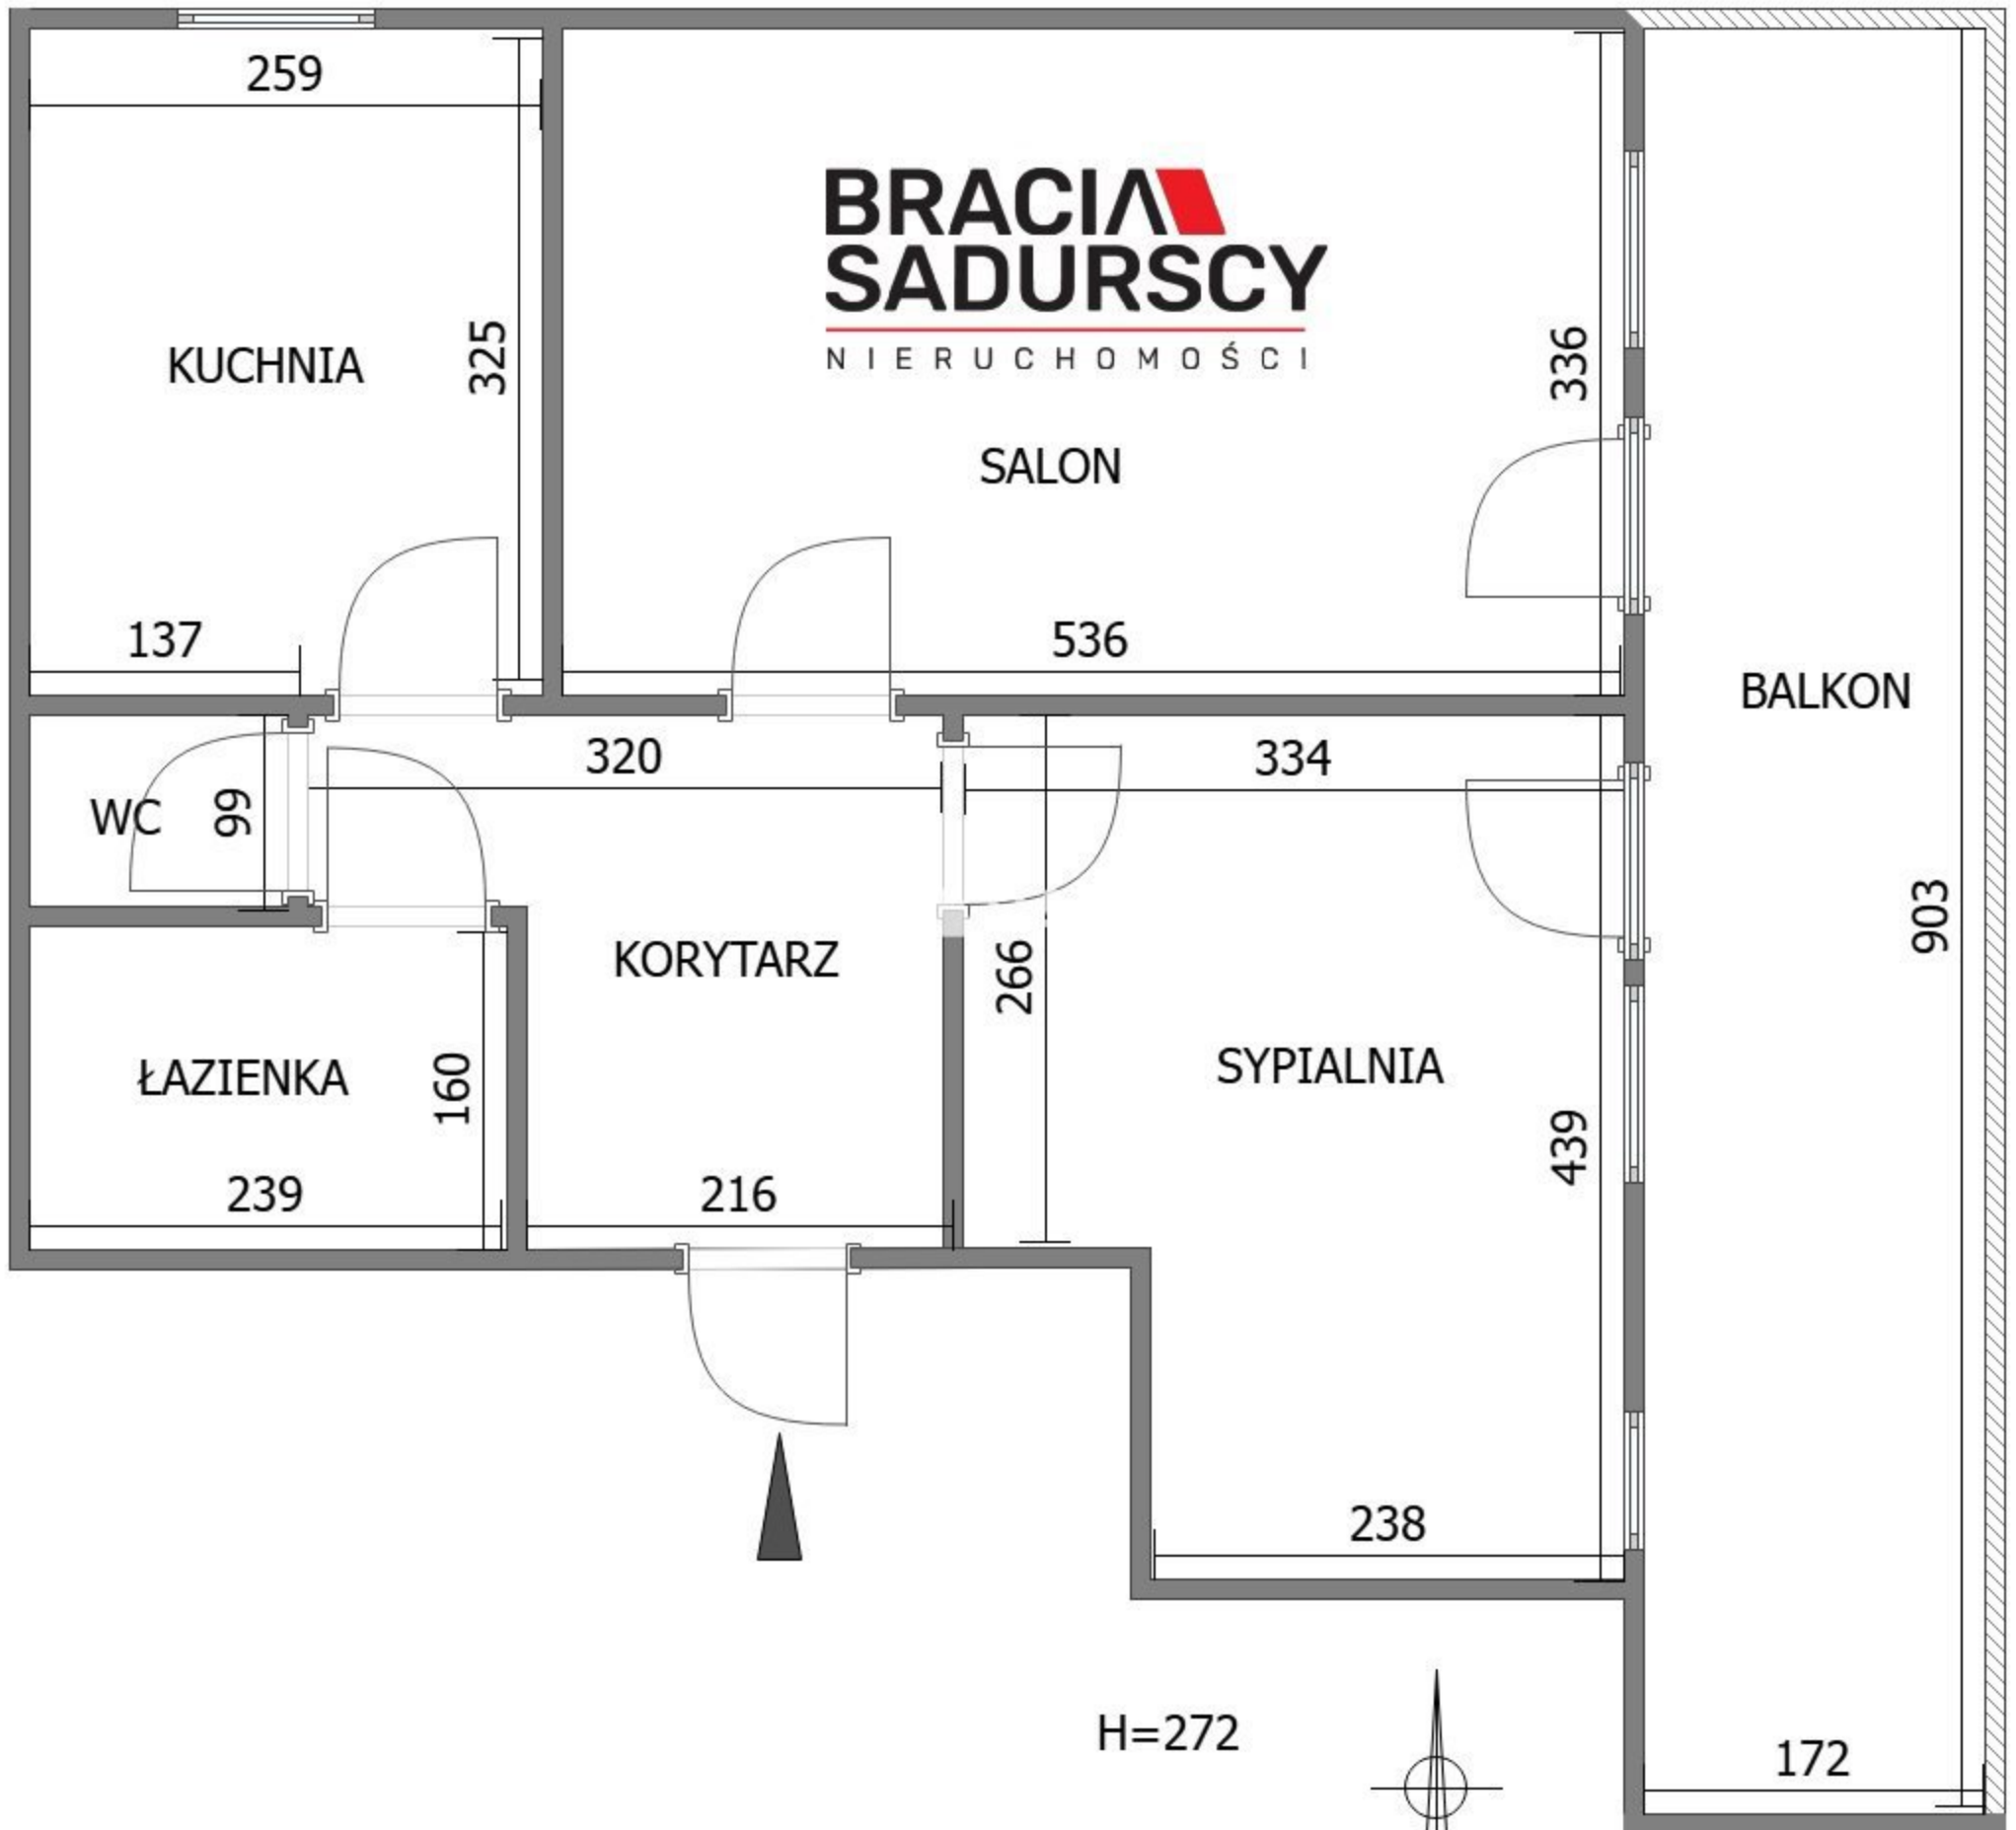 259
BRACIA
SADURSCY
NIERUCHOMOŚCI
KUCHNIA
325
336
SALON
137
536
BALKON
320
334
WC
99
903
KORYTARZ
266
ŁAZIENKA
160
SYPIALNIA
439
239
216
238
H=272
172